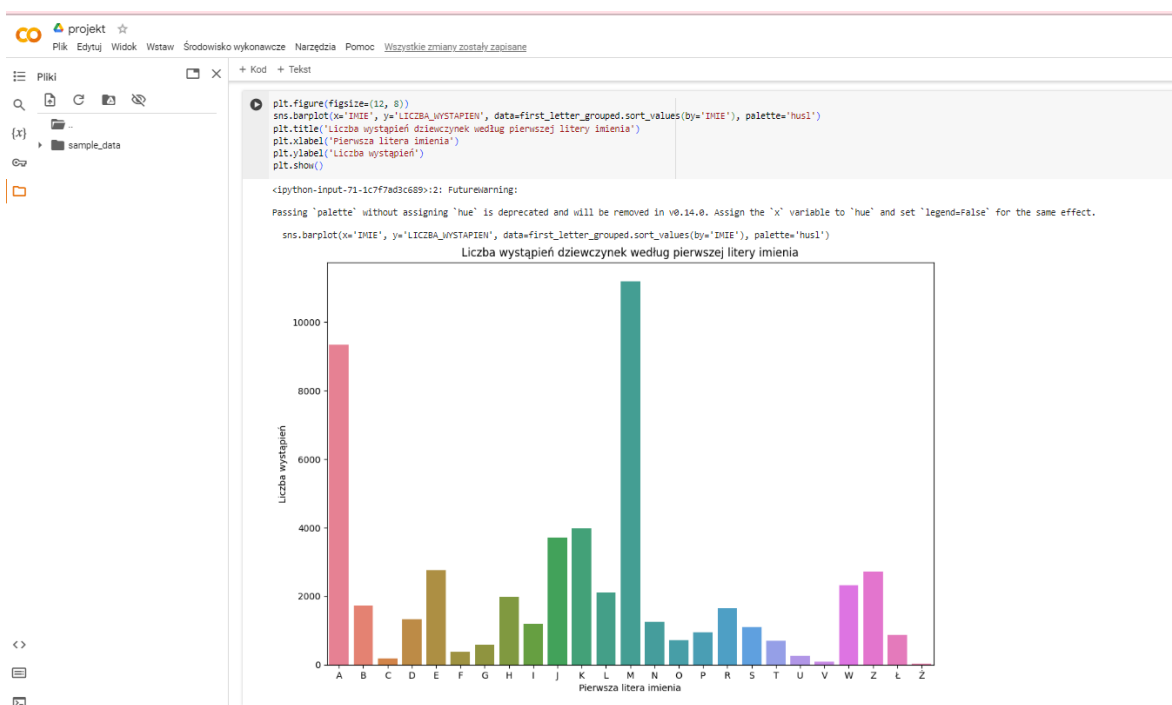 projekt
Plik Edytuj Widok Wstaw Środowisko wykonawcze Narzędzia Pomoc Wszystkie zmiany zostały zapisane
Pliki
+ Kod + Tekst
..
{x}
sample_data
plt.figure(figsize=(12, 8))
sns.barplot(x='IMIE', y='LICZBA_WYSTAPIEN', data=first_letter_grouped.sort_values(by='IMIE'), palette='husl')
plt.title('Liczba wystąpień dziewczynek według pierwszej litery imienia')
plt.xlabel('Pierwsza litera imienia')
plt.ylabel('Liczba wystąpień')
plt.show()
<ipython-input-71-1c7f7ad3c689>:2: FutureWarning:
Passing `palette` without assigning `hue` is deprecated and will be removed in v0.14.0. Assign the `x` variable to `hue` and set `legend=False` for the same effect.
sns.barplot(x='IMIE', y='LICZBA_WYSTAPIEN', data=first_letter_grouped.sort_values(by='IMIE'), palette='husl')
Liczba wystąpień dziewczynek według pierwszej litery imienia
10000
8000
6000
4000
2000
0
Liczba wystąpień
A B C D E F G H I J K L M N O P R S T U V W Z Ł Ż
Pierwsza litera imienia